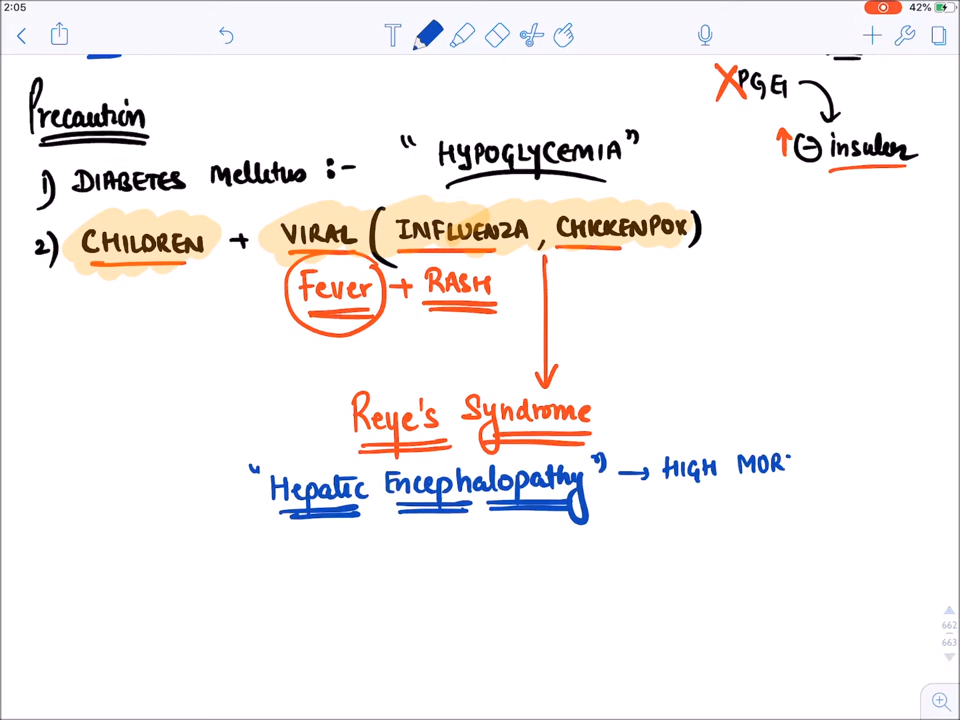 2:05
42%
T
Precaution
XPGE1
↑⊖ insulin
1) DIABETES Mellitus :- "HYPOGLYCEMIA"
2) CHILDREN + VIRAL (INFLUENZA, CHICKENPOX)
Fever + RASH
Reye's Syndrome
"Hepatic Encephalopathy" → HIGH MOR
662
663